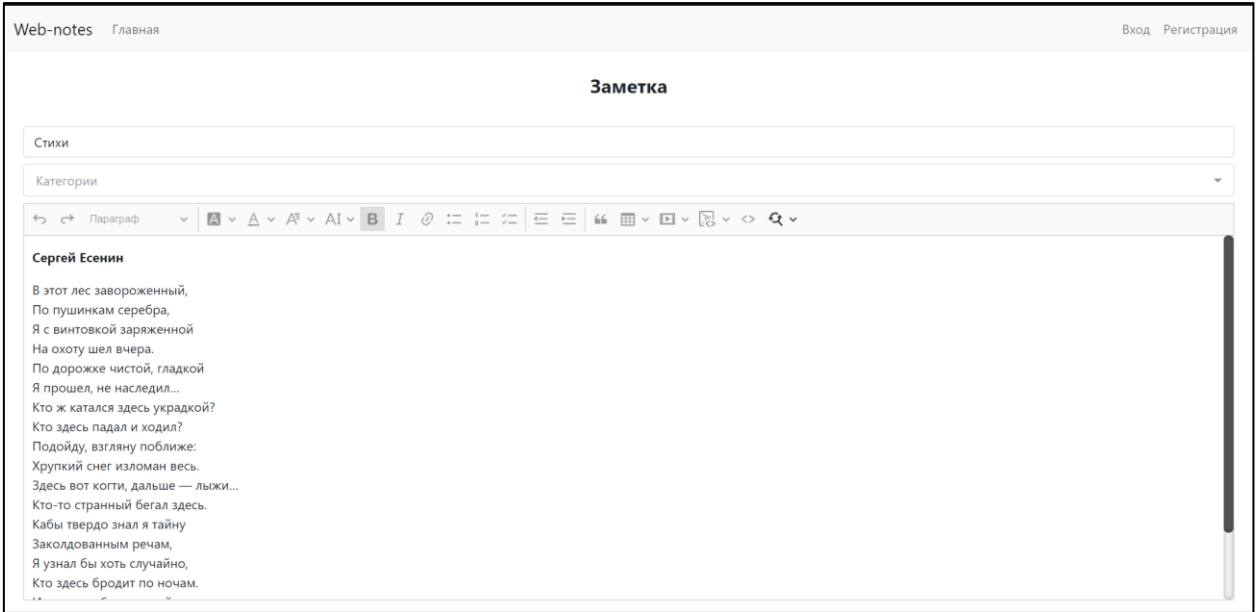 Web-notes Главная Вход Регистрация
Заметка
Стихи
Категории
Параграф
Сергей Есенин
В этот лес завороженный,
По пушинкам серебра,
Я с винтовкой заряженной
На охоту шел вчера.
По дорожке чистой, гладкой
Я прошел, не наследил...
Кто ж катался здесь украдкой?
Кто здесь падал и ходил?
Подойду, взгляну поближе:
Хрупкий снег изломан весь.
Здесь вот когти, дальше — лыжи...
Кто-то странный бегал здесь.
Кабы твердо знал я тайну
Заколдованным речам,
Я узнал бы хоть случайно,
Кто здесь бродит по ночам.